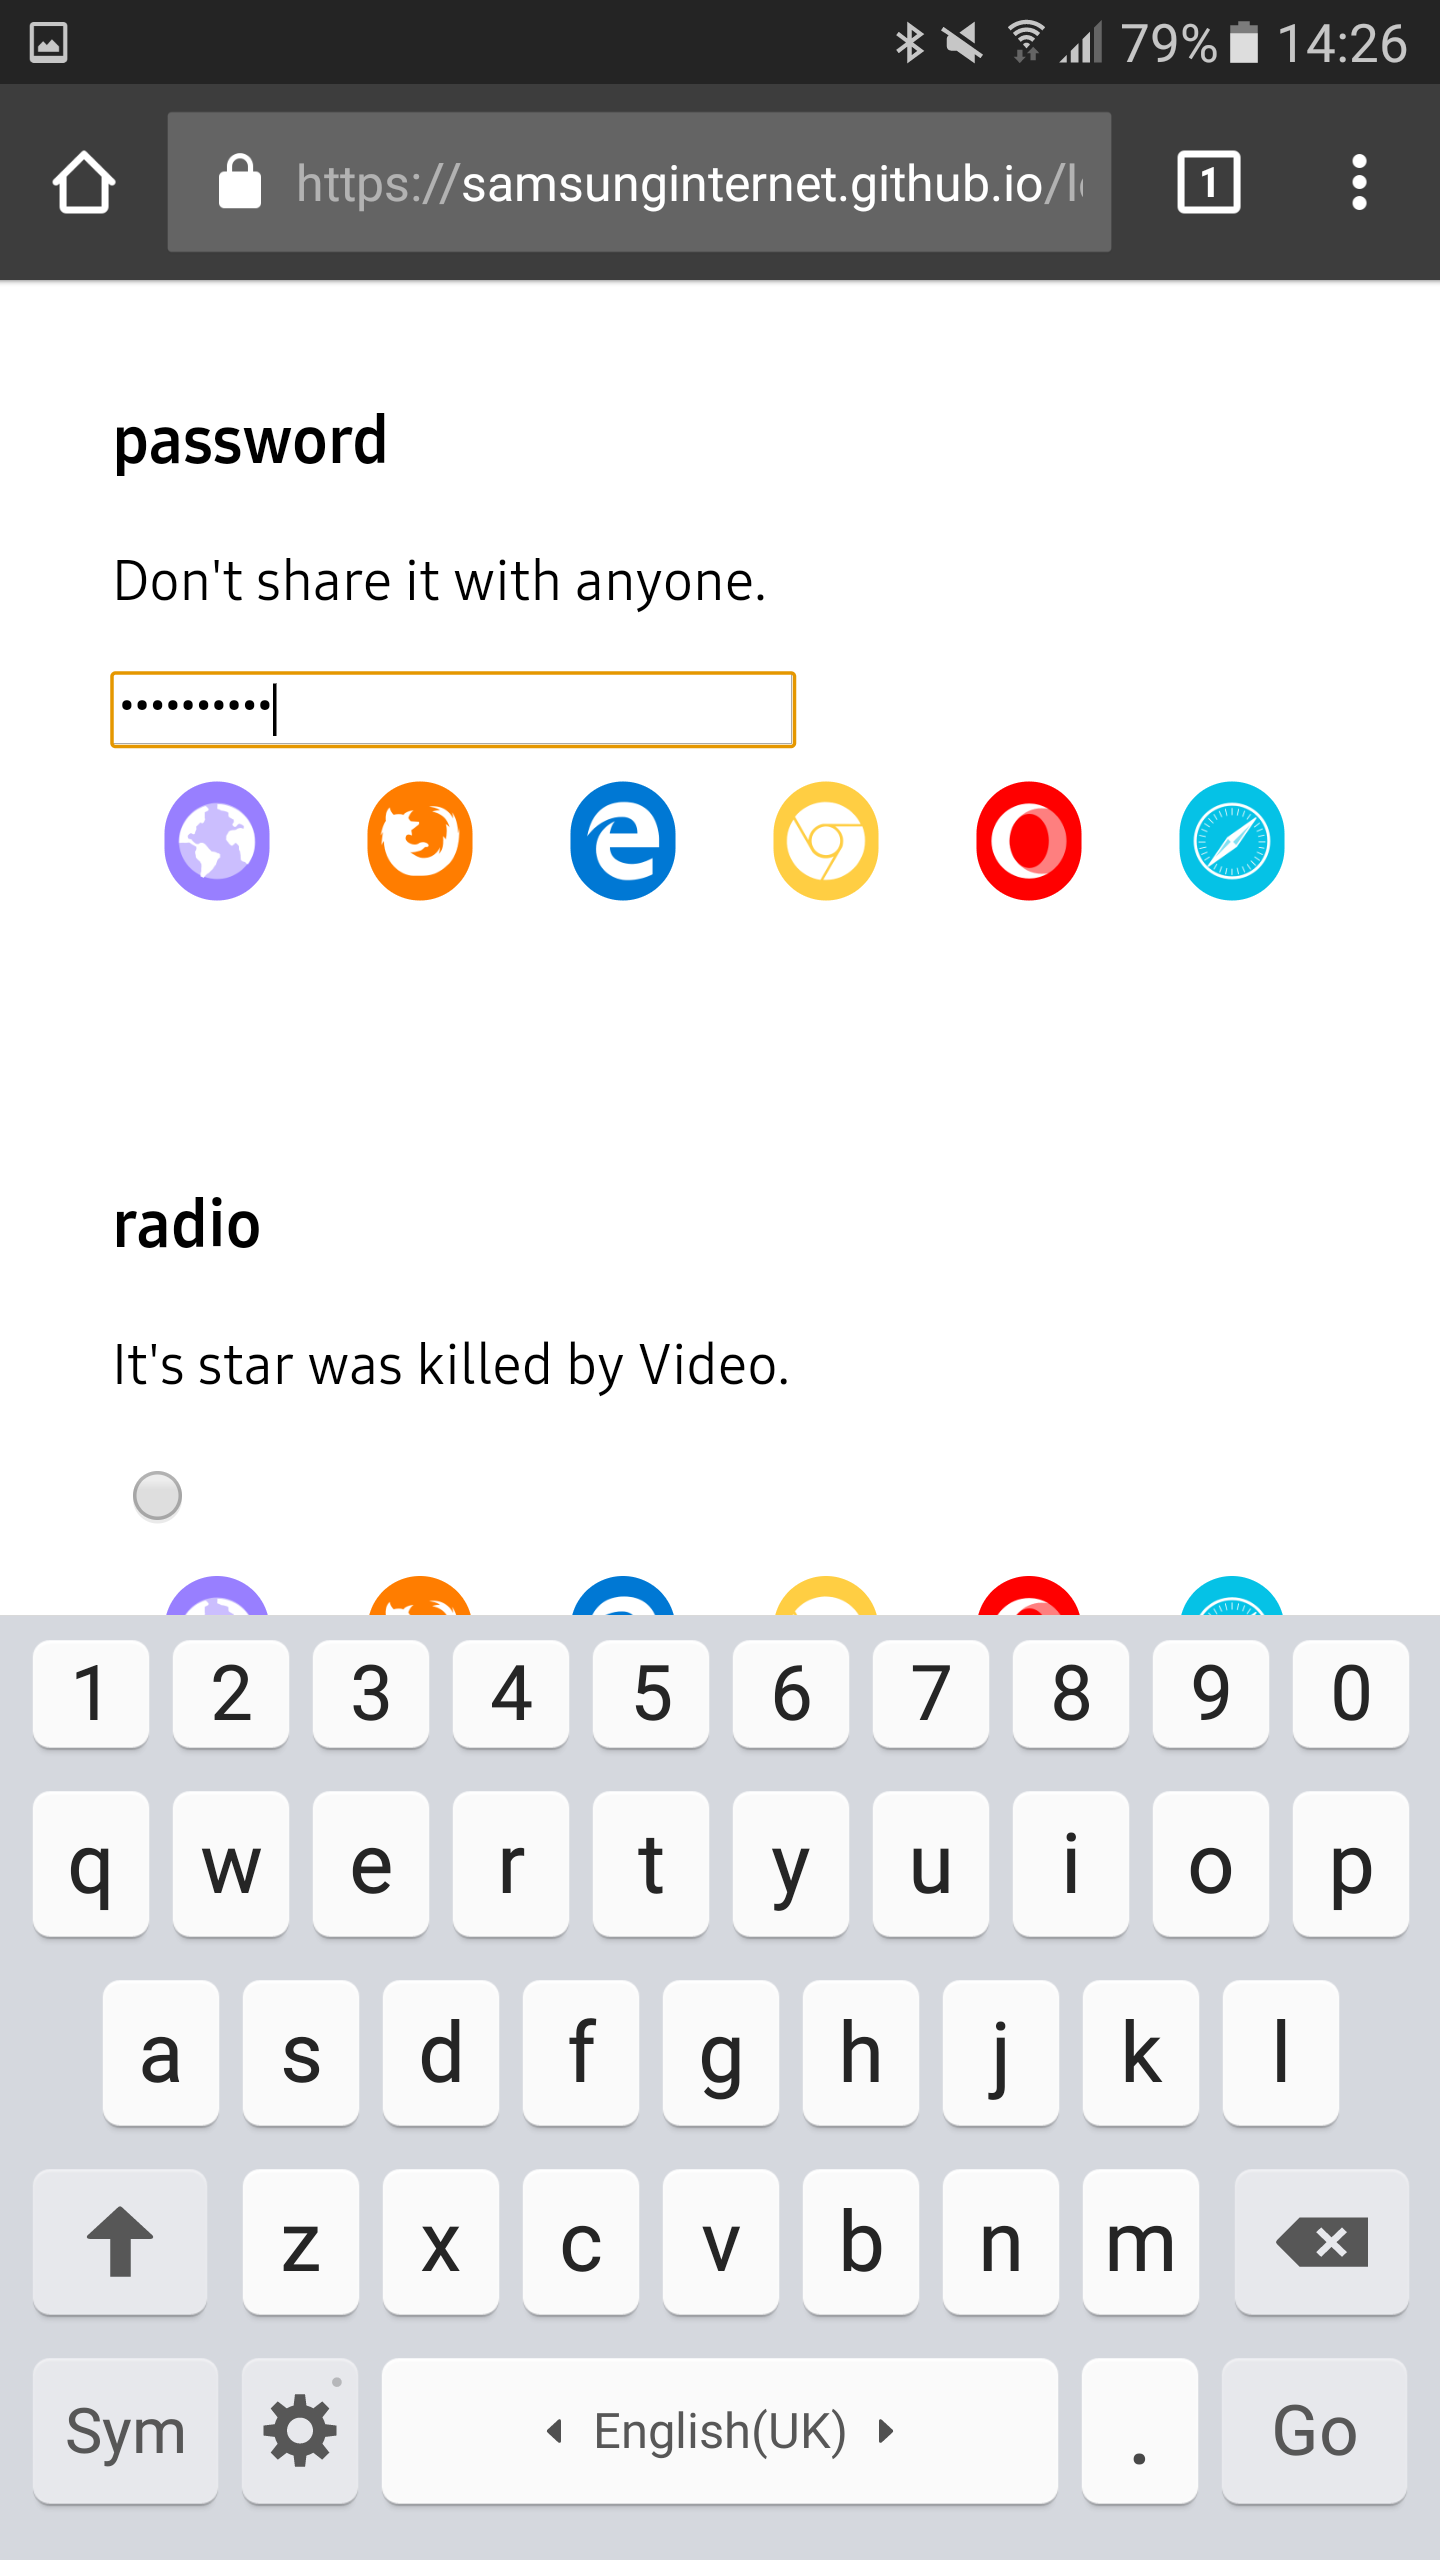 79% 14:26
https://samsunginternet.github.io/l
1
password
Don't share it with anyone.
••••••••••
radio
It's star was killed by Video.
1 2 3 4 5 6 7 8 9 0
q w e r t y u i o p
a s d f g h j k l
z x c v b n m
Sym English(UK) . Go